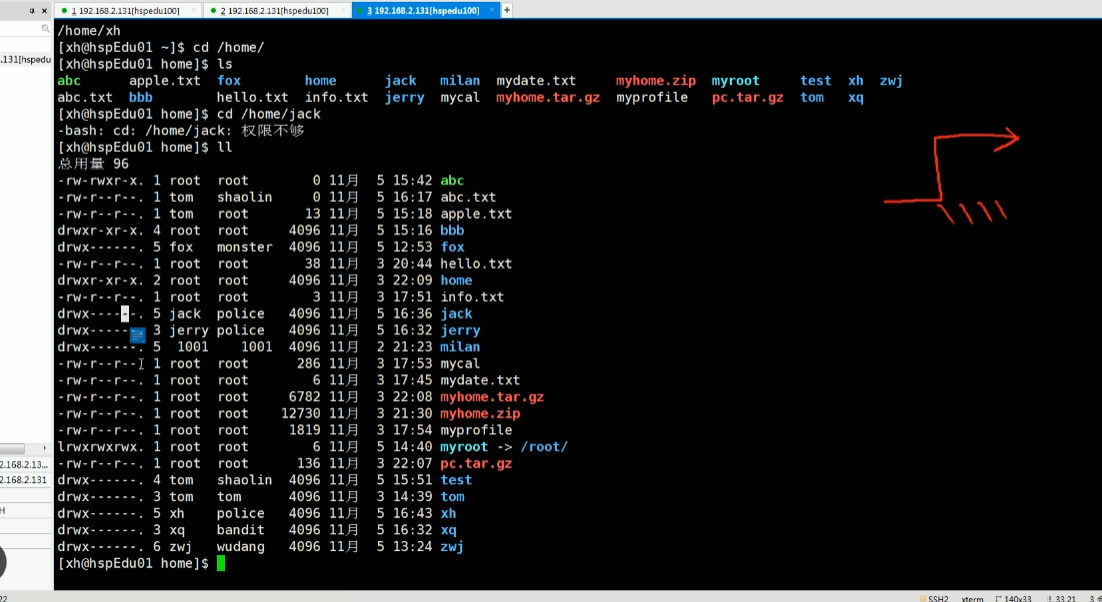 1 192.168.2.131[hspedu100] 2 192.168.2.131[hspedu100] 3 192.168.2.131[hspedu100] +
/home/xh
[xh@hspEdu01 ~]$ cd /home/
.131[hspedu
[xh@hspEdu01 home]$ ls
abc apple.txt fox home jack milan mydate.txt myhome.zip myroot test xh zwj
abc.txt bbb hello.txt info.txt jerry mycal myhome.tar.gz myprofile pc.tar.gz tom xq
[xh@hspEdu01 home]$ cd /home/jack
-bash: cd: /home/jack: 权限不够
[xh@hspEdu01 home]$ ll
总用量 96
-rw-rwxr-x. 1 root root 0 11月 5 15:42 abc
-rw-r--r--. 1 tom shaolin 0 11月 5 16:17 abc.txt
-rw-r--r--. 1 tom root 13 11月 5 15:18 apple.txt
drwxr-xr-x. 4 root root 4096 11月 5 15:16 bbb
drwx------. 5 fox monster 4096 11月 5 12:53 fox
-rw-r--r--. 1 root root 38 11月 3 20:44 hello.txt
drwxr-xr-x. 2 root root 4096 11月 3 22:09 home
-rw-r--r--. 1 root root 3 11月 3 17:51 info.txt
drwx------. 5 jack police 4096 11月 5 16:36 jack
drwx----- 3 jerry police 4096 11月 5 16:32 jerry
drwx------. 5 1001 1001 4096 11月 2 21:23 milan
-rw-r--r--. 1 root root 286 11月 3 17:53 mycal
-rw-r--r--. 1 root root 6 11月 3 17:45 mydate.txt
-rw-r--r--. 1 root root 6782 11月 3 22:08 myhome.tar.gz
-rw-r--r--. 1 root root 12730 11月 3 21:30 myhome.zip
-rw-r--r--. 1 root root 1819 11月 3 17:54 myprofile
lrwxrwxrwx. 1 root root 6 11月 5 14:40 myroot -> /root/
-rw-r--r--. 1 root root 136 11月 3 22:07 pc.tar.gz
2.168.2.13...
drwx------. 4 tom shaolin 4096 11月 5 15:51 test
2.168.2.131
drwx------. 3 tom tom 4096 11月 3 14:39 tom
drwx------. 5 xh police 4096 11月 5 16:43 xh
H
drwx------. 3 xq bandit 4096 11月 5 16:32 xq
drwx------. 6 zwj wudang 4096 11月 5 13:24 zwj
[xh@hspEdu01 home]$
22 SSH2 xterm 140x33 33,21